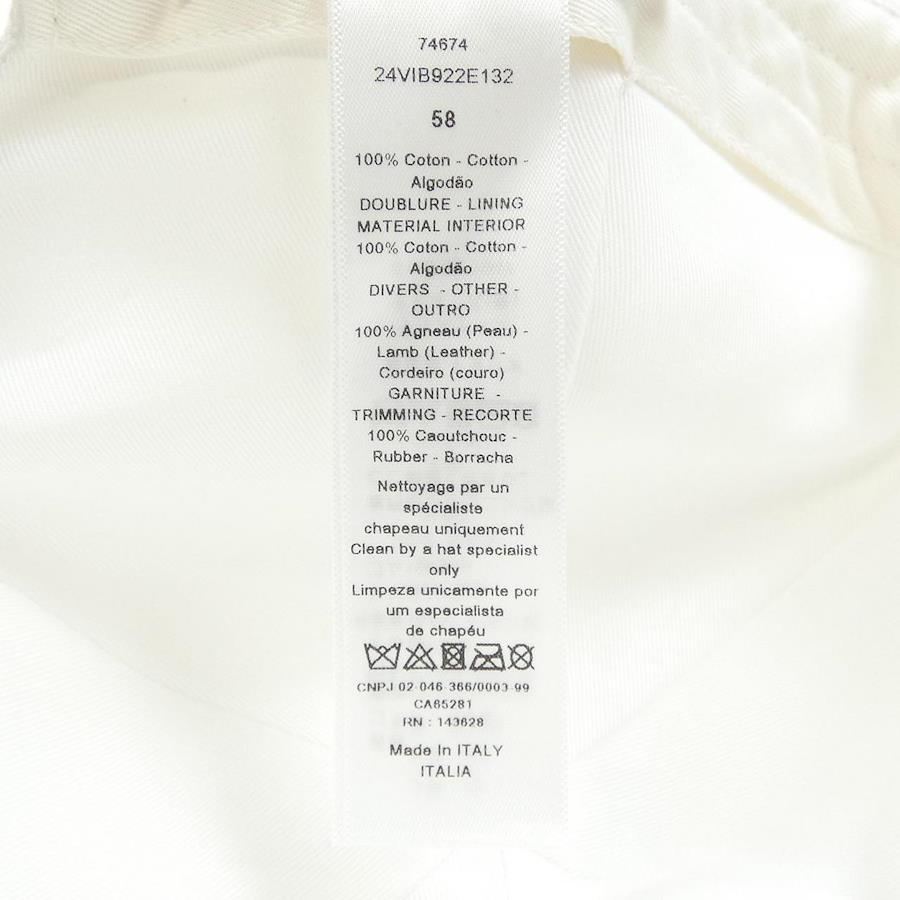 74674
24VIB922E132
58
100% Coton - Cotton -
Algodão
DOUBLURE - LINING
MATERIAL INTERIOR
100% Coton - Cotton -
Algodão
DIVERS - OTHER -
OUTRO
100% Agneau (Peau) -
Lamb (Leather) -
Cordeiro (couro)
GARNITURE -
TRIMMING - RECORTE
100% Caoutchouc -
Rubber - Borracha
Nettoyage par un
spécialiste
chapeau uniquement
Clean by a hat specialist
only
Limpeza unicamente por
um especialista
de chapéu
CNPJ 02-046-366/0003-99
CA65281
RN : 143628
Made In ITALY
ITALIA